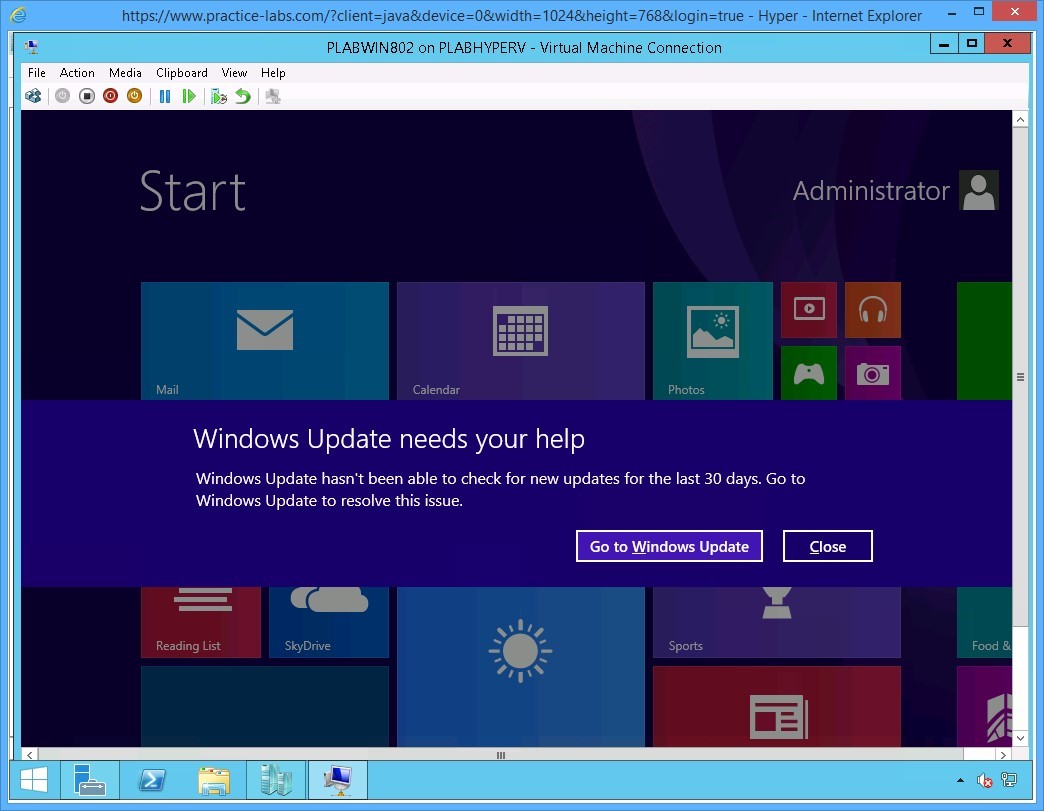 https://www.practice-labs.com/?client=java&device=0&width=1024&height=768&login=true - Hyper - Internet Explorer
PLABWIN802 on PLABHYPERV - Virtual Machine Connection
File Action Media Clipboard View Help
Start
Administrator
Mail
Calendar
Photos
Windows Update needs your help
Windows Update hasn't been able to check for new updates for the last 30 days. Go to
Windows Update to resolve this issue.
Go to Windows Update
Close
Reading List
SkyDrive
Sports
Food &